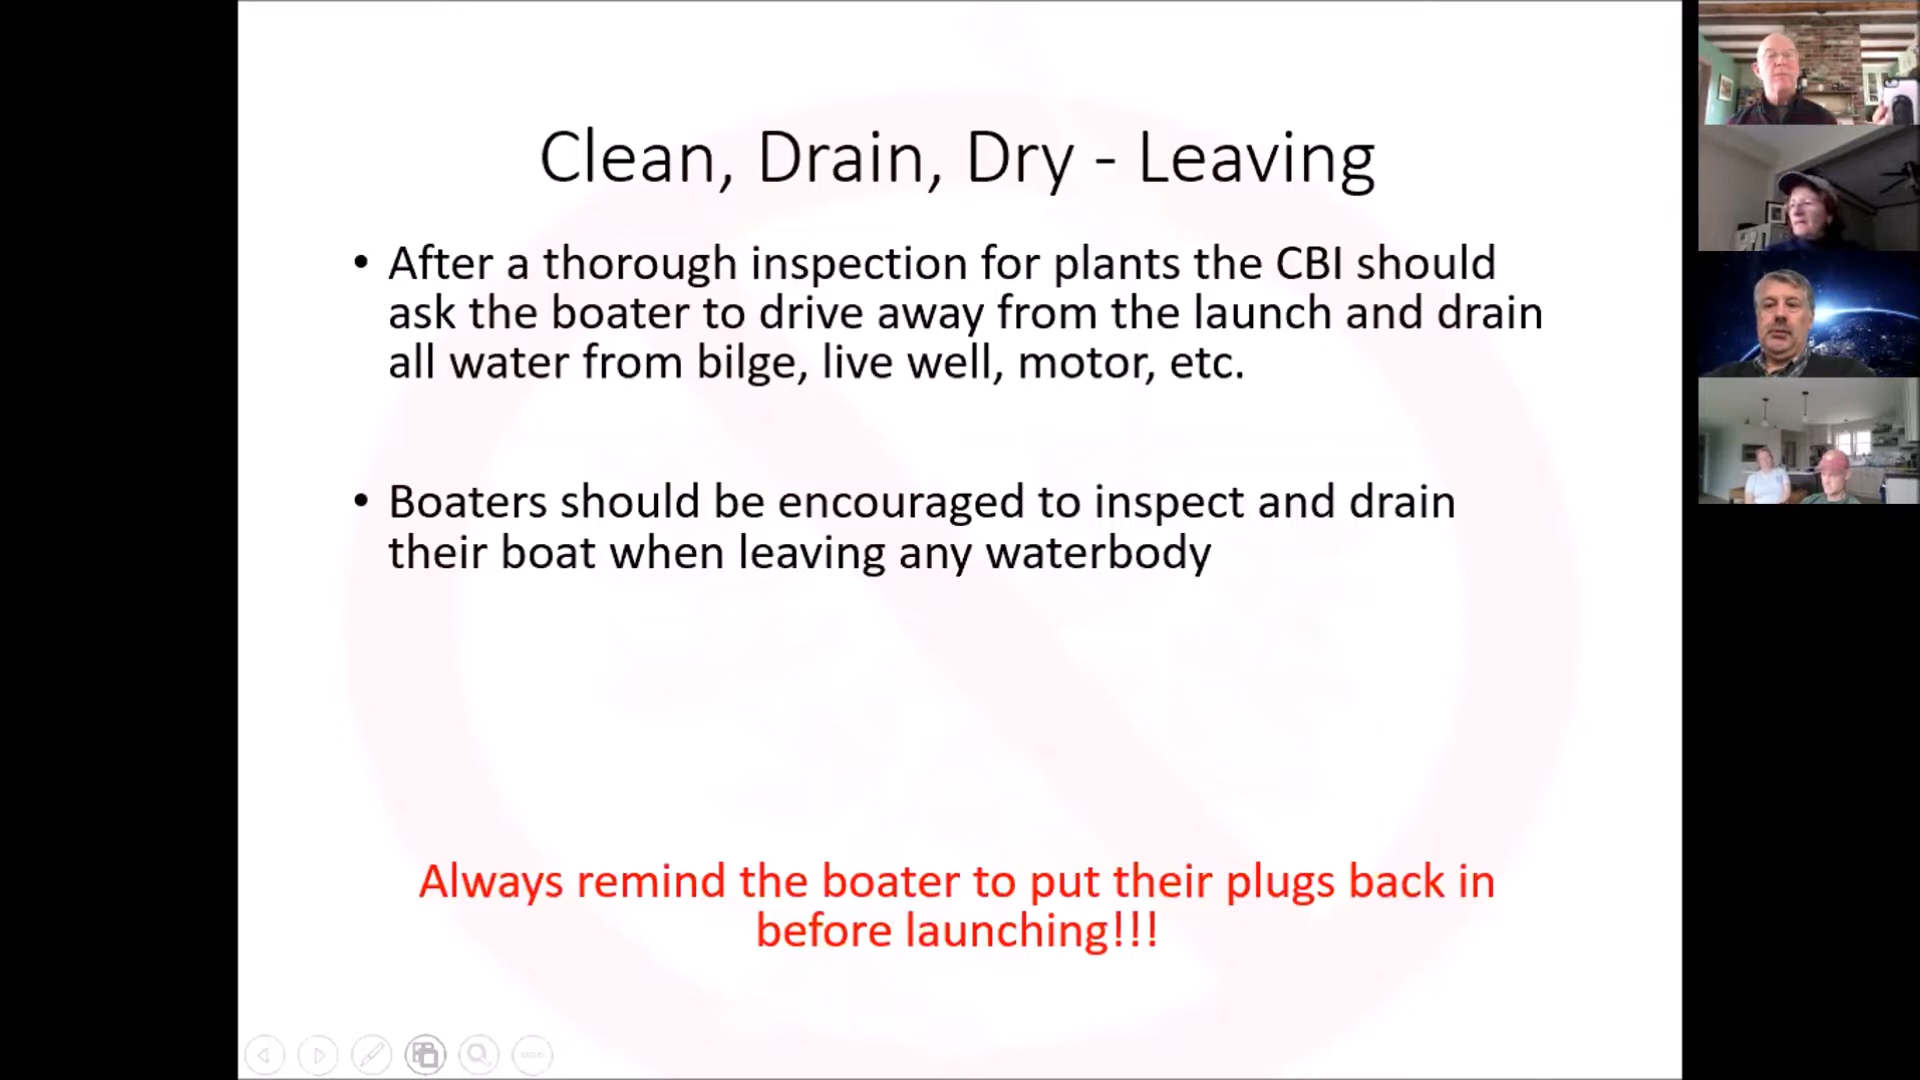 Clean, Drain, Dry - Leaving
• After a thorough inspection for plants the CBI should
ask the boater to drive away from the launch and drain
all water from bilge, live well, motor, etc.
• Boaters should be encouraged to inspect and drain
their boat when leaving any waterbody
Always remind the boater to put their plugs back in
before launching!!!